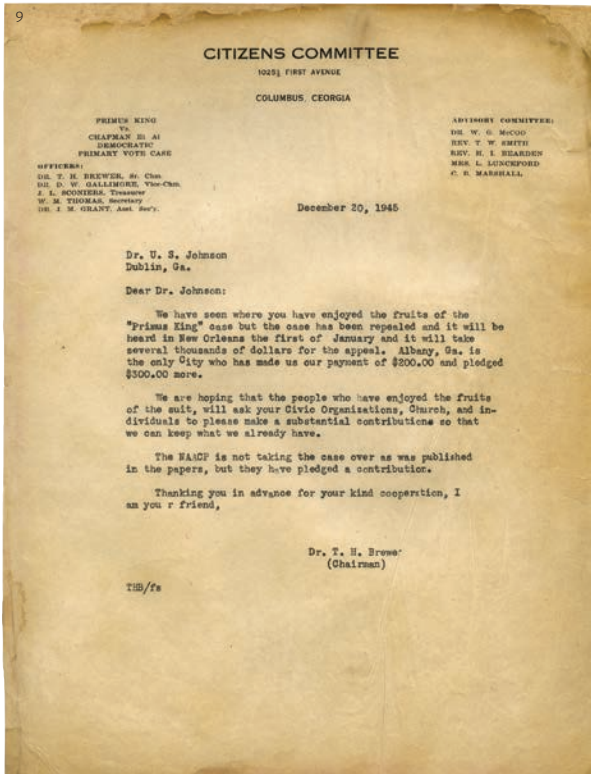 9
CITIZENS COMMITTEE
1025½ FIRST AVENUE
COLUMBUS, GEORGIA
PRIMUS KING
Vs.
CHAPMAN Et Al
DEMOCRATIC
PRIMARY VOTE CASE
OFFICERS:
DR. T. H. BREWER, Sr. Chm.
DR. D. W. GALLIMORE, Vice-Chm.
J. L. SCONIERS, Treasurer
W. M. THOMAS, Secretary
DR. J. M. GRANT, Asst. Sec'y.
ADVISORY COMMITTEE:
DR. W. G. McCOO
REV. T. W. SMITH
REV. H. I. BEARDEN
MRS. L. LUNCEFORD
C. B. MARSHALL
December 20, 1945
Dr. U. S. Johnson
Dublin, Ga.
Dear Dr. Johnson:
We have seen where you have enjoyed the fruits of the
"Primus King" case but the case has been repealed and it will be
heard in New Orleans the first of January and it will take
several thousands of dollars for the appeal. Albany, Ga. is
the only City who has made us our payment of $200.00 and pledged
$300.00 more.
We are hoping that the people who have enjoyed the fruits
of the suit, will ask your Civic Organizations, Church, and in-
dividuals to please make a substantial contributions so that
we can keep what we already have.
The NAACP is not taking the case over as was published
in the papers, but they have pledged a contribution.
Thanking you in advance for your kind cooperation, I
am you r friend,
Dr. T. H. Brewer
(Chairman)
THB/fs